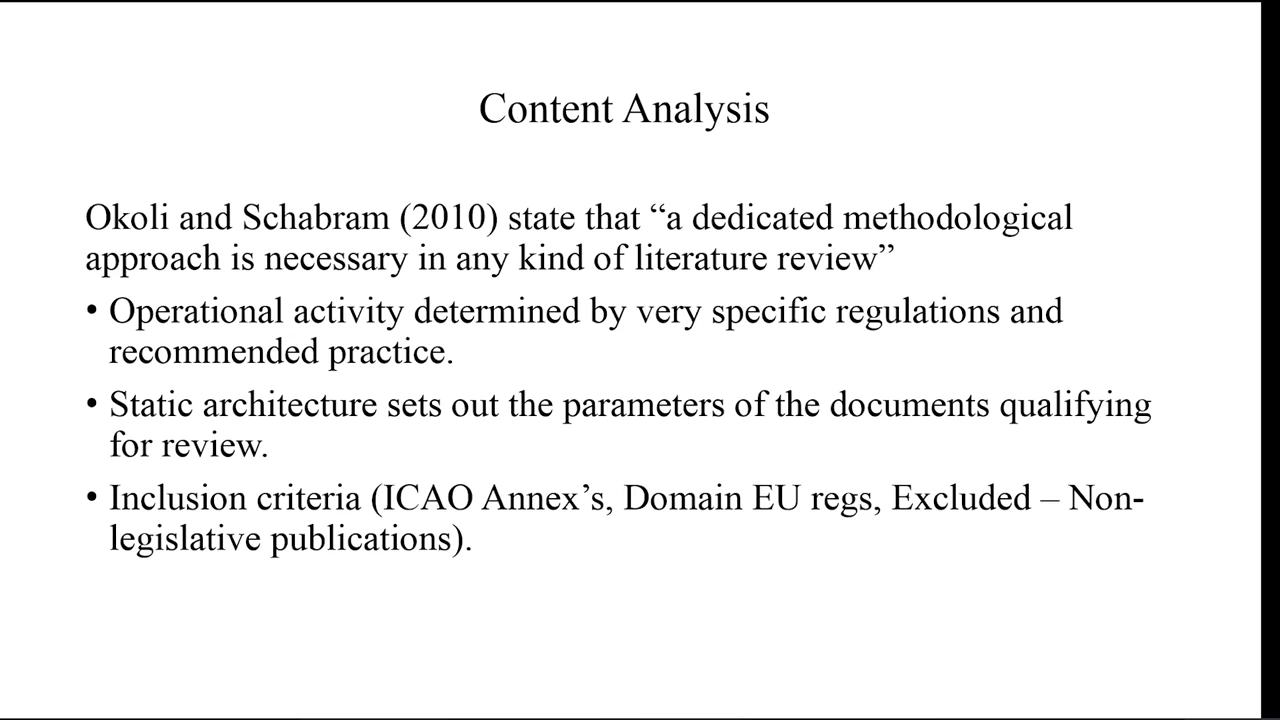 Content Analysis
Okoli and Schabram (2010) state that “a dedicated methodological
approach is necessary in any kind of literature review”
• Operational activity determined by very specific regulations and
recommended practice.
• Static architecture sets out the parameters of the documents qualifying
for review.
• Inclusion criteria (ICAO Annex’s, Domain EU regs, Excluded – Non-
legislative publications).